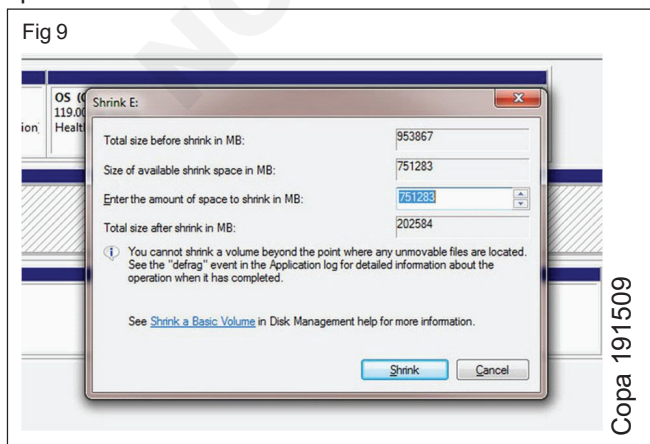 Fig 9
OS (
119.00
ion
Healt
Shrink E:
Total size before shrink in MB:
953867
Size of available shrink space in MB:
751283
Enter the amount of space to shrink in MB:
751283
Total size after shrink in MB:
202584
You cannot shrink a volume beyond the point where any unmovable files are located.
See the "defrag" event in the Application log for detailed information about the
operation when it has completed.
See Shrink a Basic Volume in Disk Management help for more information.
Shrink
Cancel
Copa 191509